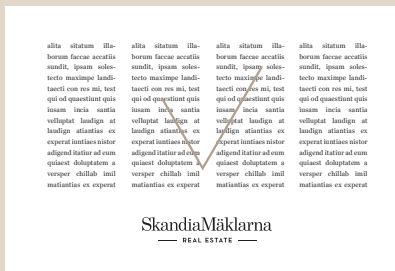 alita sitatum illa-
borum faccae accatiis
sundit, ipsam soles-
tecto maximpe landi-
taecti con res mi, test
qui od quaestiunt quis
iusam incia santia
velluptat laudign at
laudign atiantias ex
experat iuntiaes nistor
adigend itatiur ad eum
quiaest doluptatem a
versper chillab imil
matiantias ex experat
alita sitatum illa-
borum faccae accatiis
sundit, ipsam soles-
tecto maximpe landi-
taecti con res mi, test
qui od quaestiunt quis
iusam incia santia
velluptat laudign at
laudign atiantias ex
experat iuntiaes nistor
adigend itatiur ad eum
quiaest doluptatem a
versper chillab imil
matiantias ex experat
alita sitatum illa-
borum faccae accatiis
sundit, ipsam soles-
tecto maximpe landi-
taecti con res mi, test
qui od quaestiunt quis
iusam incia santia
velluptat laudign at
laudign atiantias ex
experat iuntiaes nistor
adigend itatiur ad eum
quiaest doluptatem a
versper chillab imil
matiantias ex experat
alita sitatum illa-
borum faccae accatiis
sundit, ipsam soles-
tecto maximpe landi-
taecti con res mi, test
qui od quaestiunt quis
iusam incia santia
velluptat laudign at
laudign atiantias ex
experat iuntiaes nistor
adigend itatiur ad eum
quiaest doluptatem a
versper chillab imil
matiantias ex experat
SkandiaMäklarna
REAL ESTATE